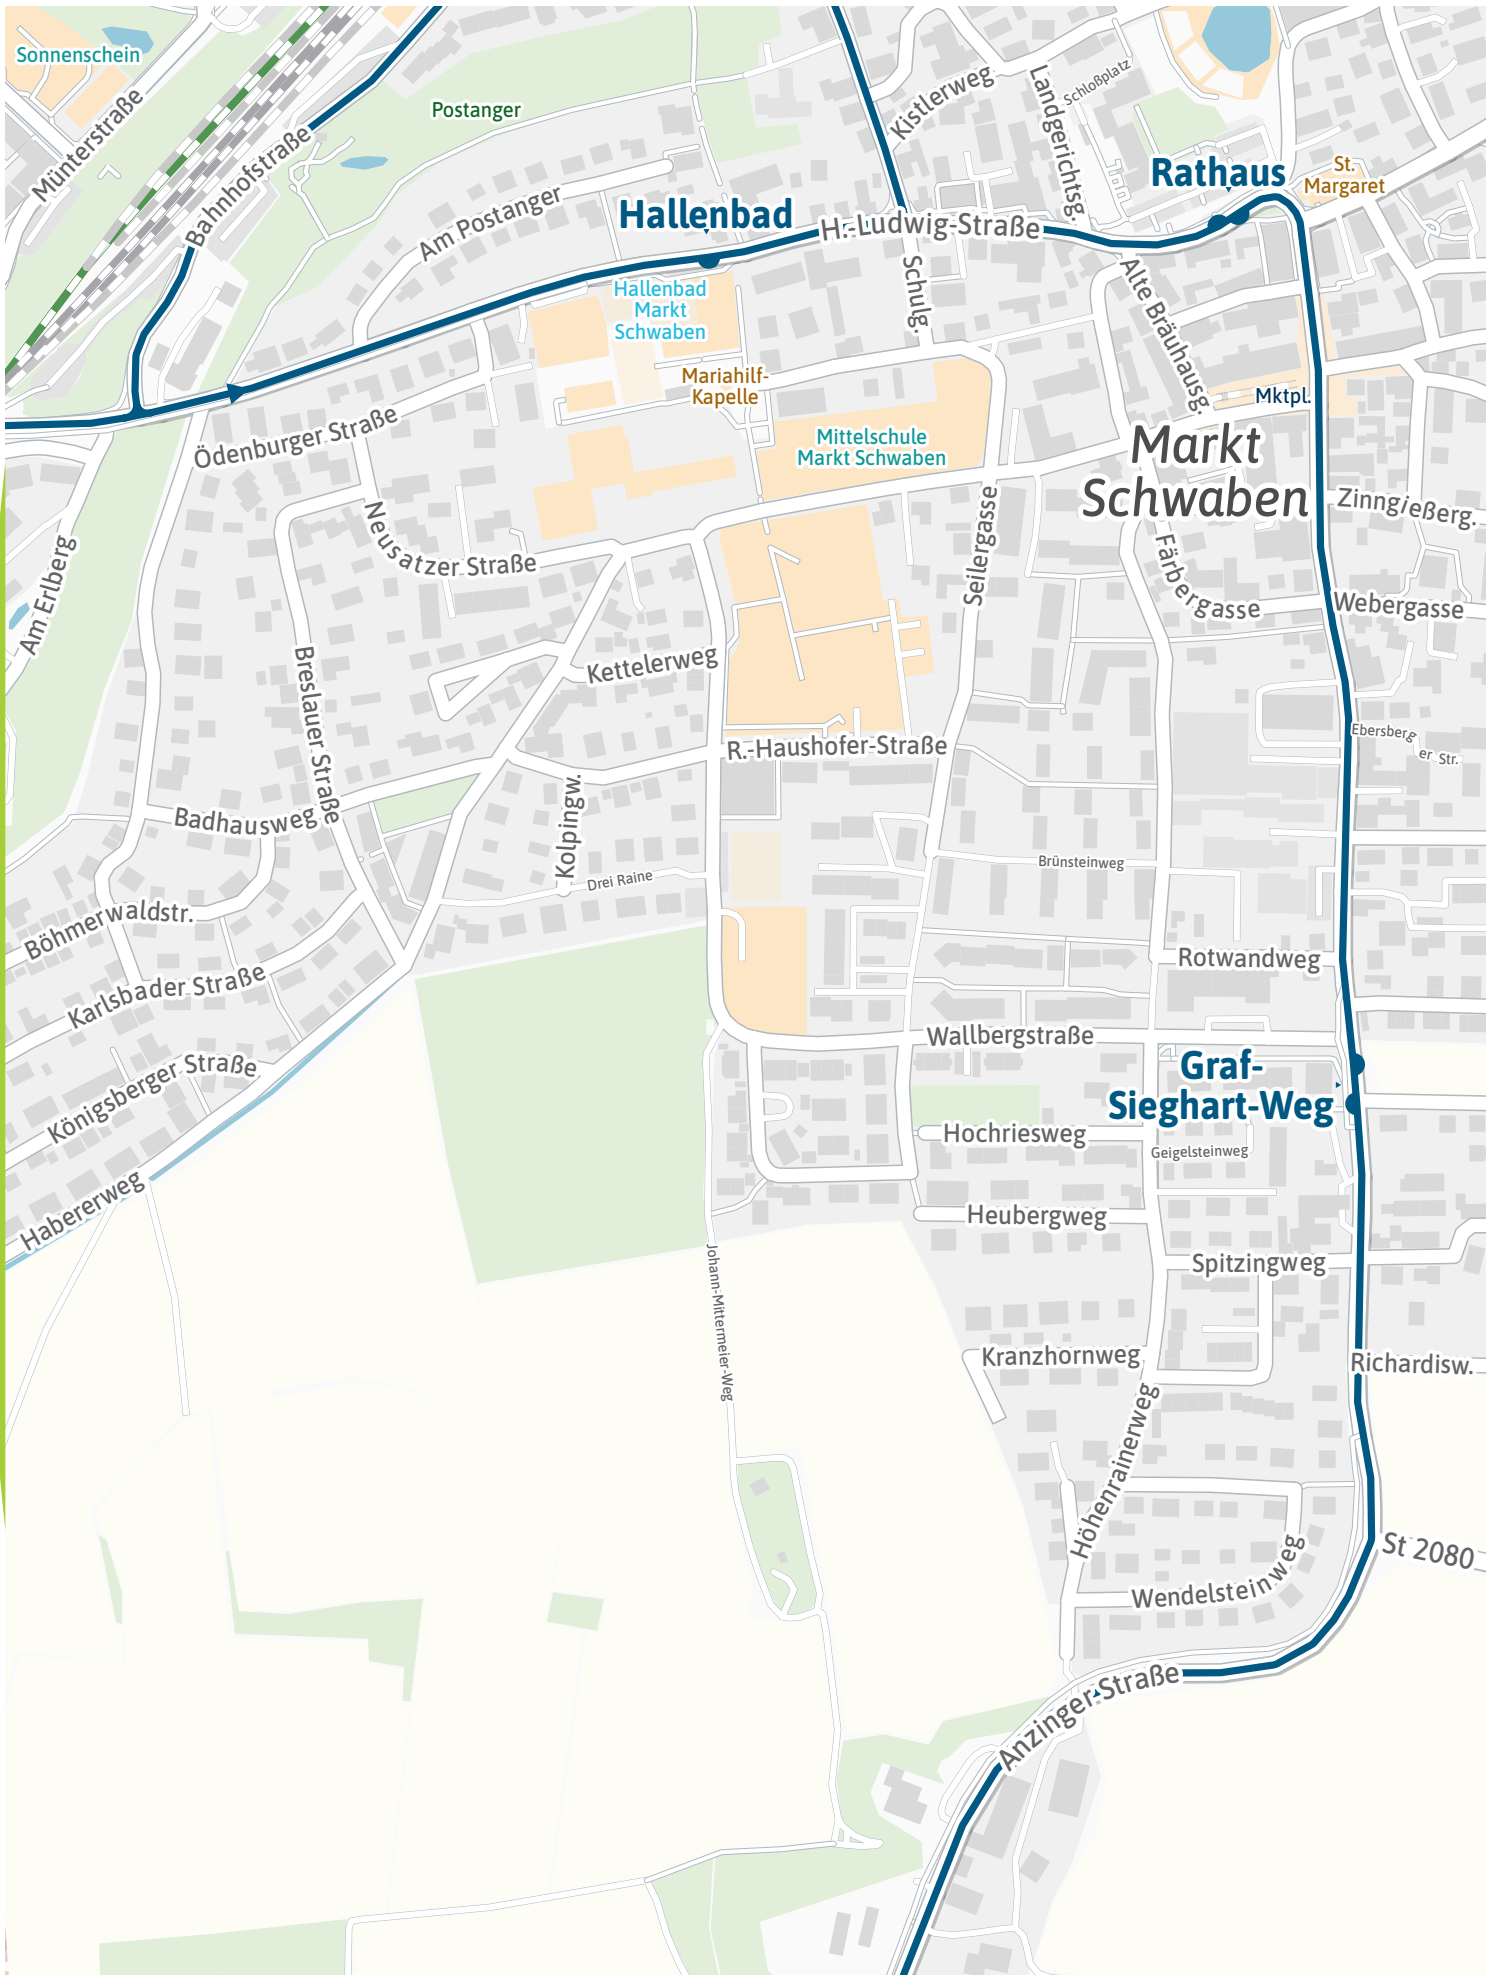 Sonnenschein
Münterstraße
Bahnhofstraße
Postanger
Am Postanger
Kistlerweg
Landgerichtsg.
Schloßplatz
Rathaus
St.
Margaret
Hallenbad
H.-Ludwig-Straße
Schulg.
Alte Bräuhausg.
Hallenbad
Markt
Schwaben
Mariahilf-
Kapelle
Mktpl.
Ödenburger Straße
Mittelschule
Markt Schwaben
Markt
Schwaben
Zinngießerg.
Neusatzer Straße
Seilergasse
Färbergasse
Webergasse
Am Erlberg
Breslauer Straße
Kettelerweg
R.-Haushofer-Straße
Ebersberger Str.
Badhausweg
Kolpingw.
Drei Raine
Brünsteinweg
Böhmerwaldstr.
Karlsbader Straße
Rotwandweg
Wallbergstraße
Königsberger Straße
Graf-
Sieghart-Weg
Hochriesweg
Geigelsteinweg
Habererweg
Heubergweg
Spitzingweg
Johann-Mittermeier-Weg
Kranzhornweg
Richardisw.
Höhenrainerweg
St 2080
Wendelsteinweg
Anzinger Straße